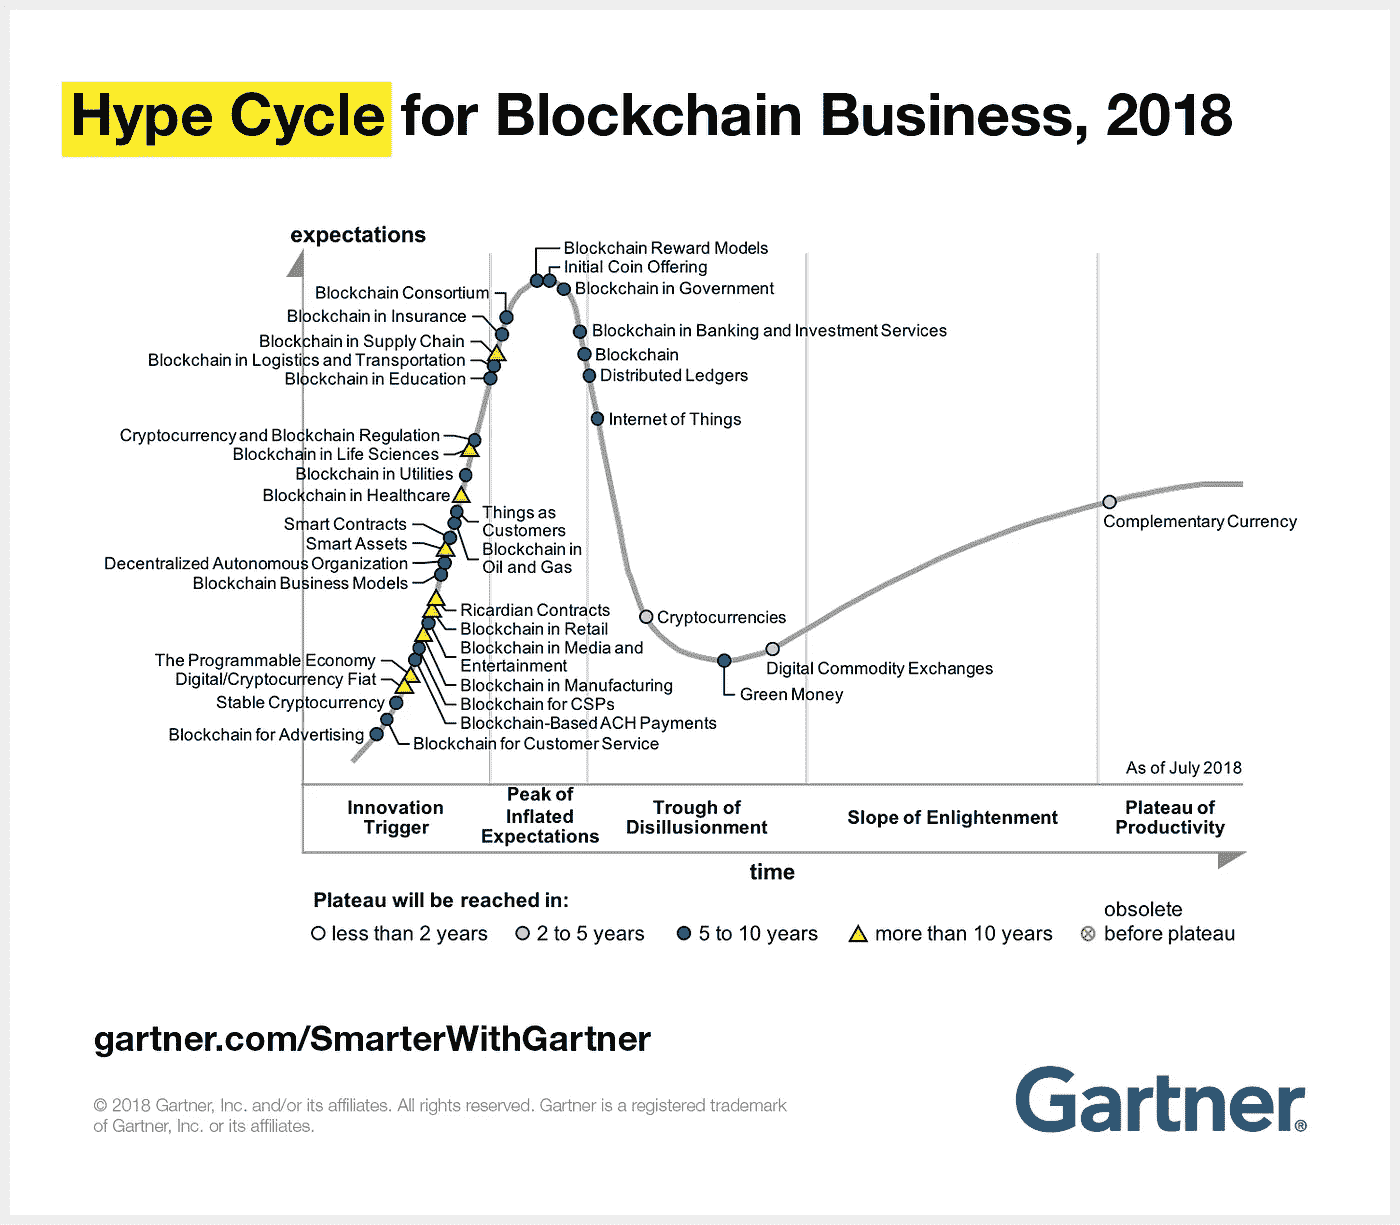 Hype Cycle for Blockchain Business, 2018
expectations
Blockchain Reward Models
Initial Coin Offering
Blockchain in Government
Blockchain Consortium
Blockchain in Insurance
Blockchain in Supply Chain
Blockchain in Logistics and Transportation
Blockchain in Education
Blockchain in Banking and Investment Services
Blockchain
Distributed Ledgers
Internet of Things
Cryptocurrency and Blockchain Regulation
Blockchain in Life Sciences
Blockchain in Utilities
Blockchain in Healthcare
Smart Contracts
Smart Assets
Decentralized Autonomous Organization
Blockchain Business Models
Things as
Customers
Blockchain in
Oil and Gas
Ricardian Contracts
Blockchain in Retail
Blockchain in Media and
Entertainment
Blockchain in Manufacturing
Blockchain for CSPs
Blockchain-Based ACH Payments
The Programmable Economy
Digital/Cryptocurrency Fiat
Stable Cryptocurrency
Blockchain for Advertising
Blockchain for Customer Service
Cryptocurrencies
Digital Commodity Exchanges
Green Money
Complementary Currency
As of July 2018
Innovation
Trigger
Peak of
Inflated
Expectations
Trough of
Disillusionment
Slope of Enlightenment
Plateau of
Productivity
time
Plateau will be reached in:
less than 2 years
2 to 5 years
5 to 10 years
more than 10 years
obsolete
before plateau
gartner.com/SmarterWithGartner
© 2018 Gartner, Inc. and/or its affiliates. All rights reserved. Gartner is a registered trademark
of Gartner, Inc. or its affiliates.
Gartner®